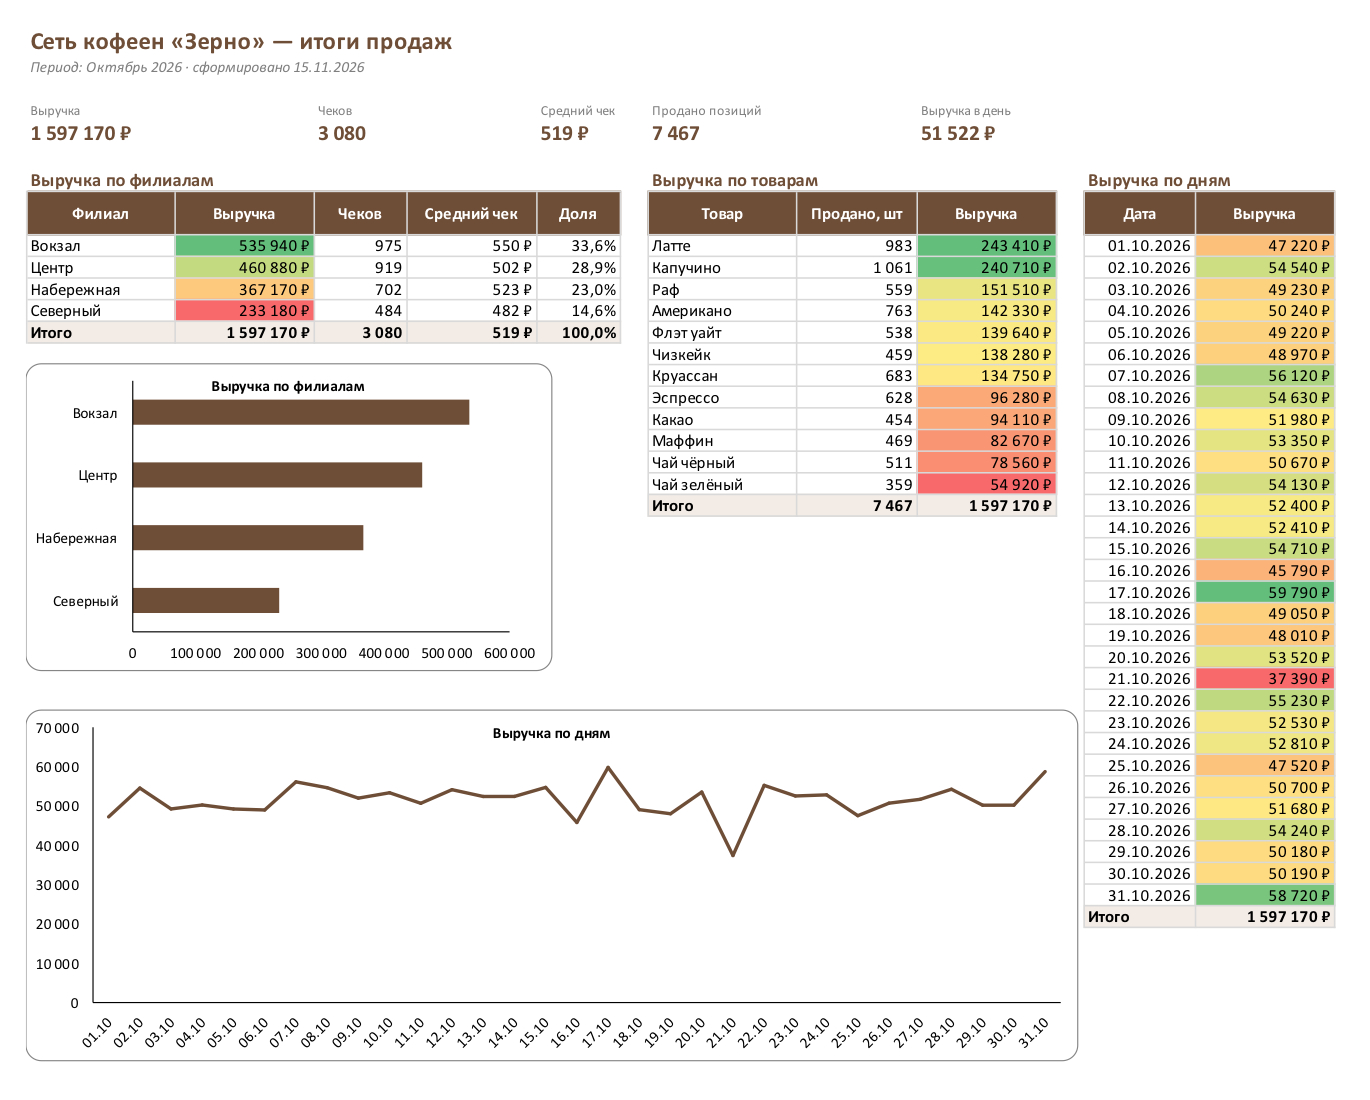 Сеть кофеен «Зерно» — итоги продаж
Период: Октябрь 2026 · сформировано 15.11.2026
Выручка Чеков Средний чек Продано позиций Выручка в день
1 597 170 ₽ 3 080 519 ₽ 7 467 51 522 ₽
Выручка по филиалам
Филиал Выручка Чеков Средний чек Доля
Вокзал 535 940 ₽ 975 550 ₽ 33,6%
Центр 460 880 ₽ 919 502 ₽ 28,9%
Набережная 367 170 ₽ 702 523 ₽ 23,0%
Северный 233 180 ₽ 484 482 ₽ 14,6%
Итого 1 597 170 ₽ 3 080 519 ₽ 100,0%
Выручка по филиалам
Вокзал
Центр
Набережная
Северный
0 100 000 200 000 300 000 400 000 500 000 600 000
Выручка по товарам
Товар Продано, шт Выручка
Латте 983 243 410 ₽
Капучино 1 061 240 710 ₽
Раф 559 151 510 ₽
Американо 763 142 330 ₽
Флэт уайт 538 139 640 ₽
Чизкейк 459 138 280 ₽
Круассан 683 134 750 ₽
Эспрессо 628 96 280 ₽
Какао 454 94 110 ₽
Маффин 469 82 670 ₽
Чай чёрный 511 78 560 ₽
Чай зелёный 359 54 920 ₽
Итого 7 467 1 597 170 ₽
Выручка по дням
Дата Выручка
01.10.2026 47 220 ₽
02.10.2026 54 540 ₽
03.10.2026 49 230 ₽
04.10.2026 50 240 ₽
05.10.2026 49 220 ₽
06.10.2026 48 970 ₽
07.10.2026 56 120 ₽
08.10.2026 54 630 ₽
09.10.2026 51 980 ₽
10.10.2026 53 350 ₽
11.10.2026 50 670 ₽
12.10.2026 54 130 ₽
13.10.2026 52 400 ₽
14.10.2026 52 410 ₽
15.10.2026 54 710 ₽
16.10.2026 45 790 ₽
17.10.2026 59 790 ₽
18.10.2026 49 050 ₽
19.10.2026 48 010 ₽
20.10.2026 53 520 ₽
21.10.2026 37 390 ₽
22.10.2026 55 230 ₽
23.10.2026 52 530 ₽
24.10.2026 52 810 ₽
25.10.2026 47 520 ₽
26.10.2026 50 700 ₽
27.10.2026 51 680 ₽
28.10.2026 54 240 ₽
29.10.2026 50 180 ₽
30.10.2026 50 190 ₽
31.10.2026 58 720 ₽
Итого 1 597 170 ₽
Выручка по дням
70 000
60 000
50 000
40 000
30 000
20 000
10 000
0
01.10 02.10 03.10 04.10 05.10 06.10 07.10 08.10 09.10 10.10 11.10 12.10 13.10 14.10 15.10 16.10 17.10 18.10 19.10 20.10 21.10 22.10 23.10 24.10 25.10 26.10 27.10 28.10 29.10 30.10 31.10